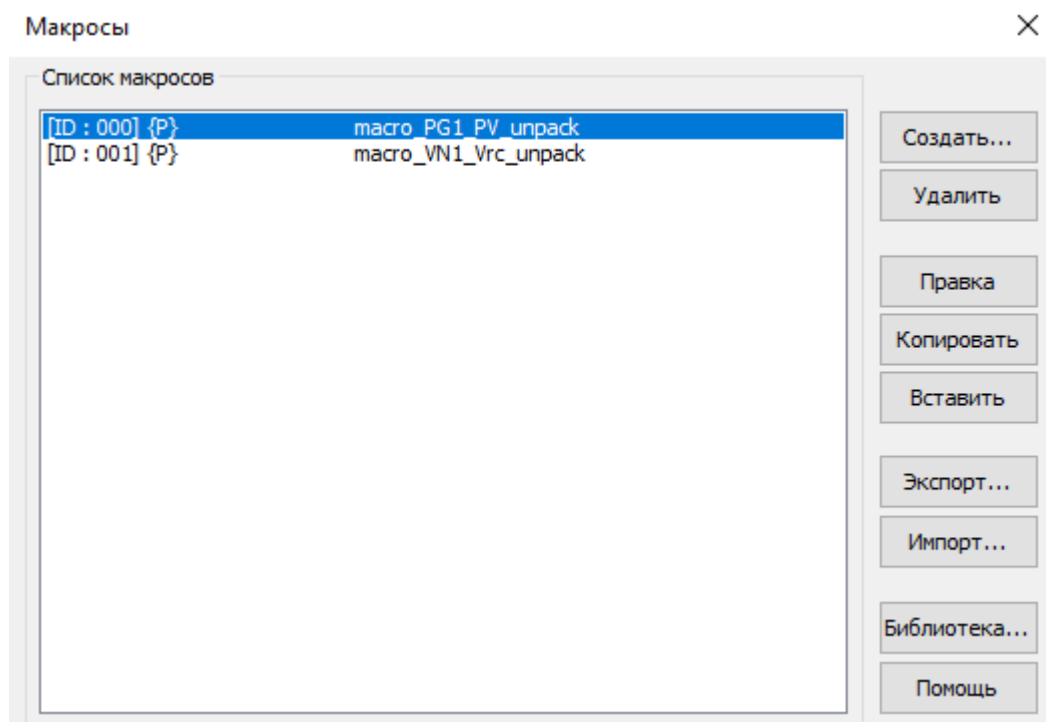 Макросы
Список макросов
[ID : 000] {P} macro_PG1_PV_unpack
[ID : 001] {P} macro_VN1_Vrc_unpack
Создать...
Удалить
Правка
Копировать
Вставить
Экспорт...
Импорт...
Библиотека...
Помощь